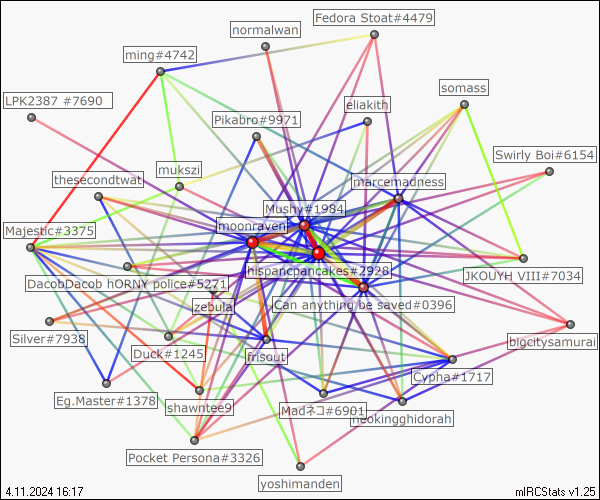 Fedora Stoat#4479
normalwan
ming#4742
somass
LPK2387 #7690
eliakith
Pikabro#9971
Swirly Boi#6154
mukszi
thesecondtwat
marcemadness
Mushy#1984
moonraven
Majestic#3375
hispancpancakes#2928
JKOUYH VIII#7034
DacobDacob hORNY police#5271
zebula
Can anything be saved#0396
Silver#7938
bigcitysamurai
Duck#1245
frisout
Cypha#1717
Eg.Master#1378
shawntee9
Madネコ#6901
neokingghidorah
Pocket Persona#3326
yoshimanden
4.11.2024 16:17
mIRCStats v1.25